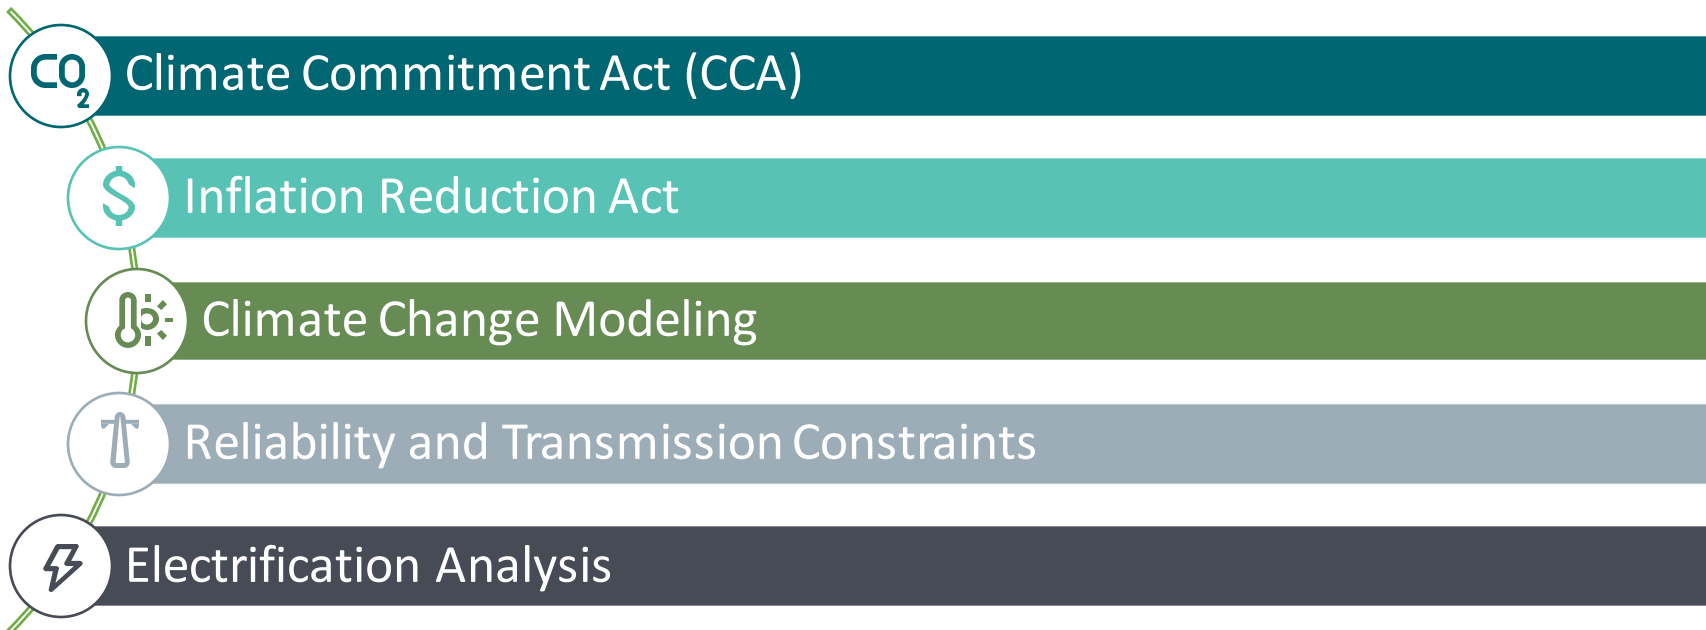 CO2
Climate Commitment Act (CCA)
Inflation Reduction Act
$
Climate Change Modeling
Reliability and Transmission Constraints
Electrification Analysis